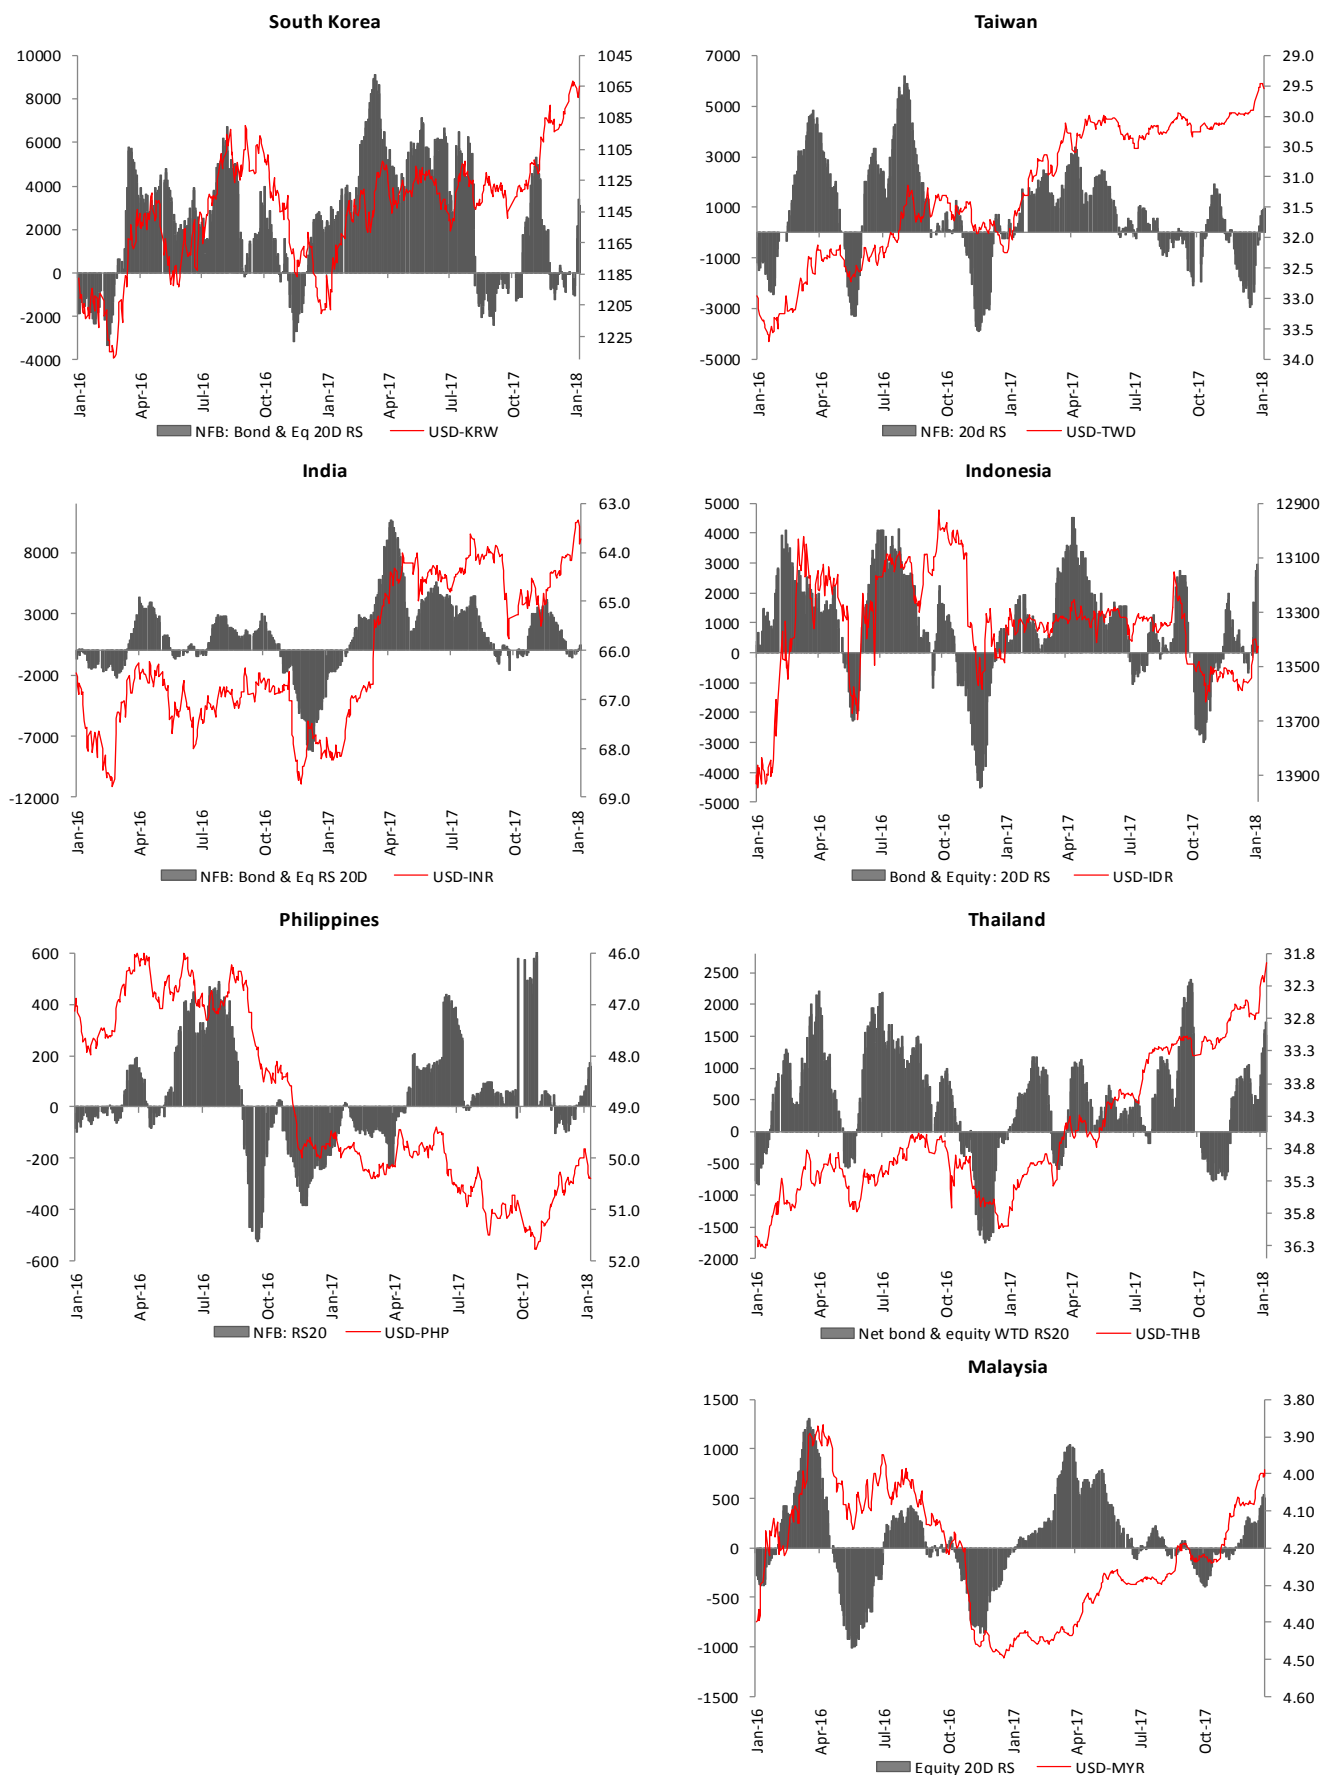 South Korea
10000
8000
6000
4000
2000
0
-2000
-4000
1045
1065
1085
1105
1125
1145
1165
1185
1205
1225
Jan-16
Apr-16
Jul-16
Oct-16
Jan-17
Apr-17
Jul-17
Oct-17
Jan-18
NFB: Bond & Eq 20D RS USD-KRW
Taiwan
7000
5000
3000
1000
-1000
-3000
-5000
29.0
29.5
30.0
30.5
31.0
31.5
32.0
32.5
33.0
33.5
34.0
Jan-16
Apr-16
Jul-16
Oct-16
Jan-17
Apr-17
Jul-17
Oct-17
Jan-18
NFB: 20d RS USD-TWD
India
8000
3000
-2000
-7000
-12000
63.0
64.0
65.0
66.0
67.0
68.0
69.0
Jan-16
Apr-16
Jul-16
Oct-16
Jan-17
Apr-17
Jul-17
Oct-17
Jan-18
NFB: Bond & Eq RS 20D USD-INR
Indonesia
5000
4000
3000
2000
1000
0
-1000
-2000
-3000
-4000
-5000
12900
13100
13300
13500
13700
13900
Jan-16
Apr-16
Jul-16
Oct-16
Jan-17
Apr-17
Jul-17
Oct-17
Jan-18
Bond & Equity: 20D RS USD-IDR
Philippines
600
400
200
0
-200
-400
-600
46.0
47.0
48.0
49.0
50.0
51.0
52.0
Jan-16
Apr-16
Jul-16
Oct-16
Jan-17
Apr-17
Jul-17
Oct-17
Jan-18
NFB: RS20 USD-PHP
Thailand
2500
2000
1500
1000
500
0
-500
-1000
-1500
-2000
31.8
32.3
32.8
33.3
33.8
34.3
34.8
35.3
35.8
36.3
Jan-16
Apr-16
Jul-16
Oct-16
Jan-17
Apr-17
Jul-17
Oct-17
Jan-18
Net bond & equity WTD RS20 USD-THB
Malaysia
1500
1000
500
0
-500
-1000
-1500
3.80
3.90
4.00
4.10
4.20
4.30
4.40
4.50
4.60
Jan-16
Apr-16
Jul-16
Oct-16
Jan-17
Apr-17
Jul-17
Oct-17
Equity 20D RS USD-MYR